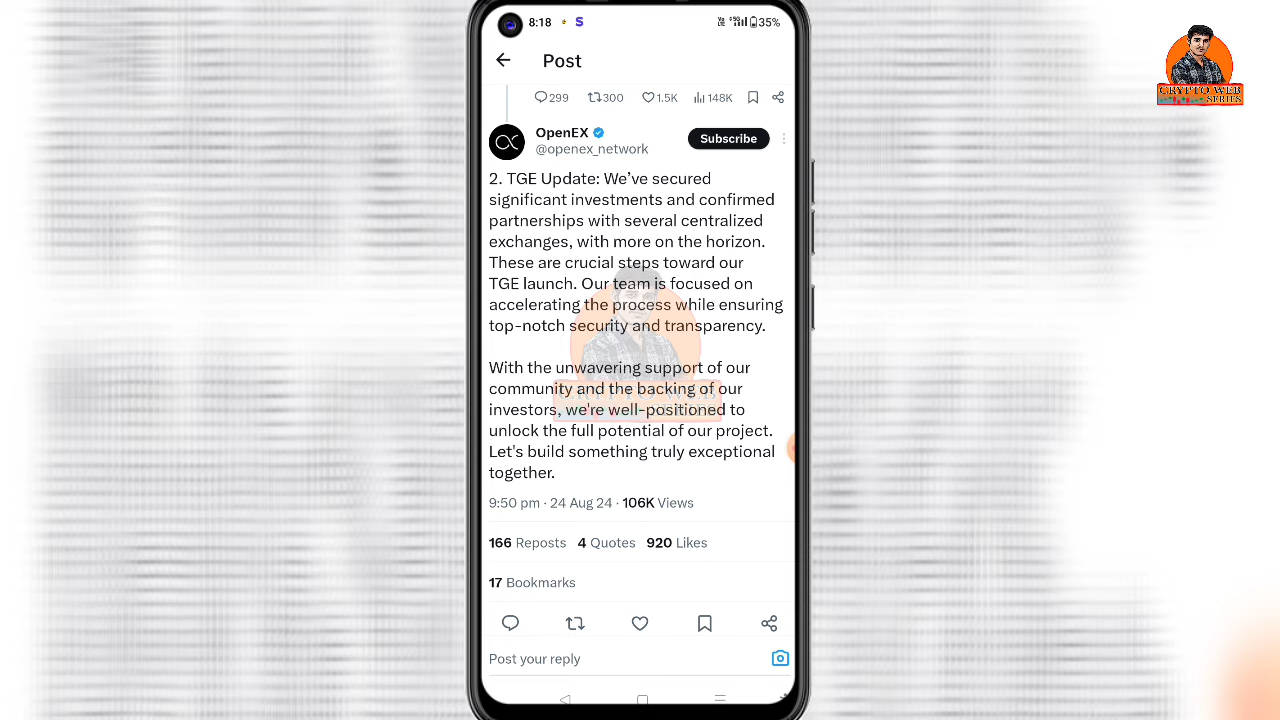 8:18 S 35%
Post
CRYPTO WEB
SERIES
299 300 1.5K 148K
OpenEX
@openex_network
Subscribe
2. TGE Update: We’ve secured
significant investments and confirmed
partnerships with several centralized
exchanges, with more on the horizon.
These are crucial steps toward our
TGE launch. Our team is focused on
accelerating the process while ensuring
top-notch security and transparency.
With the unwavering support of our
community and the backing of our
investors, we're well-positioned to
unlock the full potential of our project.
Let's build something truly exceptional
together.
9:50 pm · 24 Aug 24 · 106K Views
166 Reposts 4 Quotes 920 Likes
17 Bookmarks
Post your reply